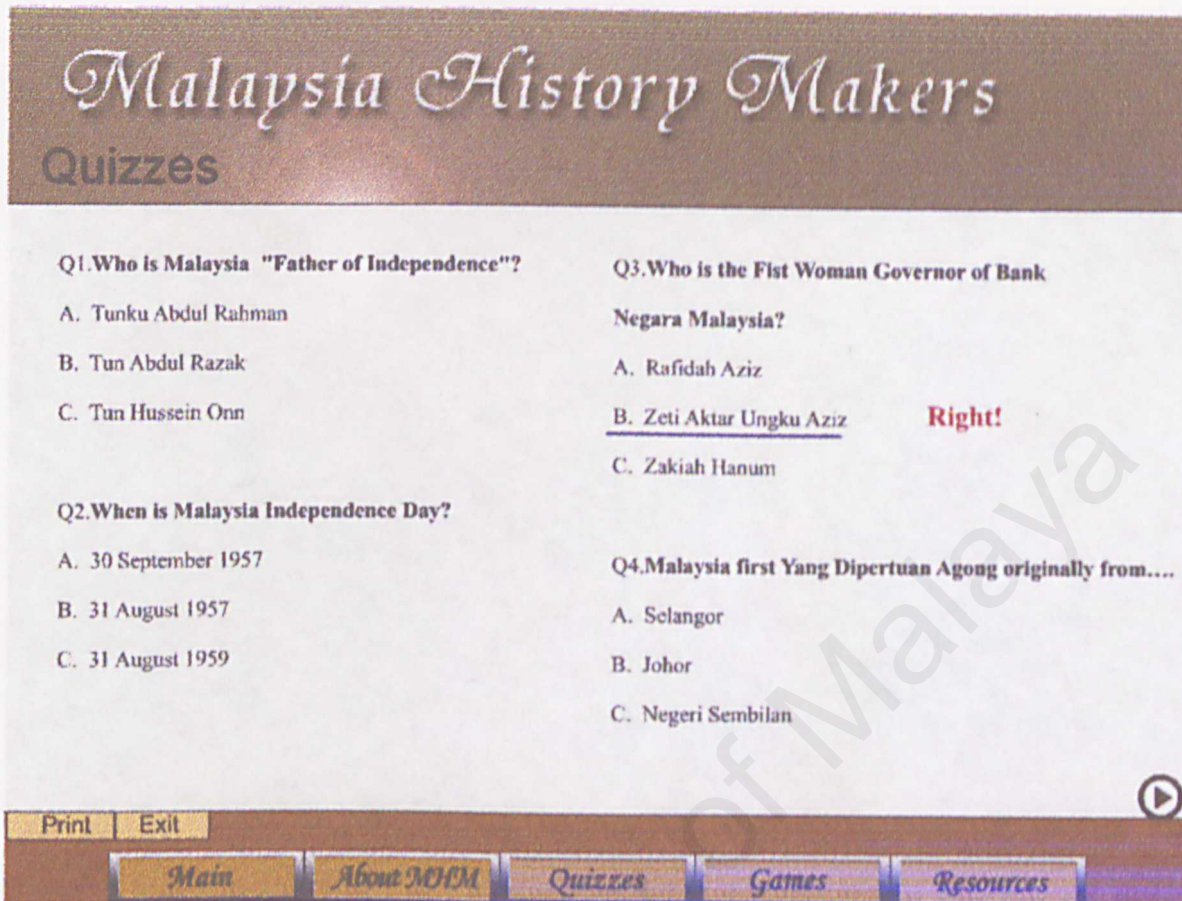 Malaysia History Makers
Quizzes
Q1.Who is Malaysia "Father of Independence"?
A. Tunku Abdul Rahman
B. Tun Abdul Razak
C. Tun Hussein Onn
Q2.When is Malaysia Independence Day?
A. 30 September 1957
B. 31 August 1957
C. 31 August 1959
Q3.Who is the Fist Woman Governor of Bank
Negara Malaysia?
A. Rafidah Aziz
B. Zeti Aktar Ungku Aziz
Right!
C. Zakiah Hanum
Q4.Malaysia first Yang Dipertuan Agong originally from....
A. Selangor
B. Johor
C. Negeri Sembilan
of Malaya
Print
Exit
Main
About MHM
Quizzes
Games
Resources